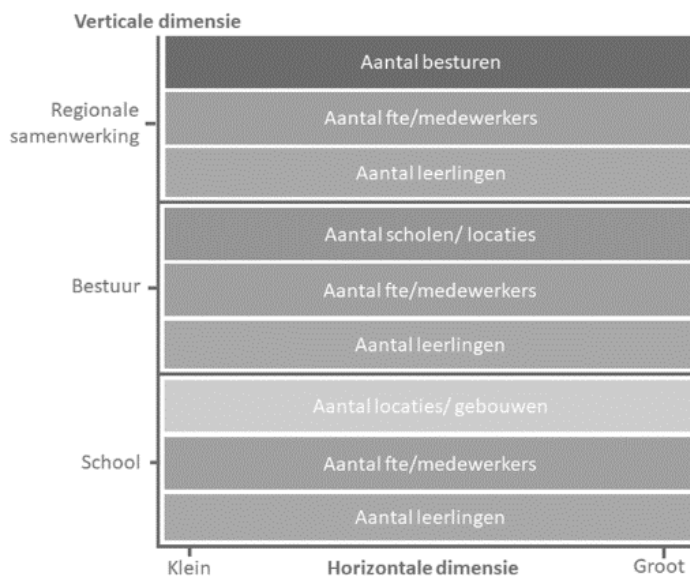 Verticale dimensie
Aantal besturen
Regionale
samenwerking
Aantal fte/medewerkers
Aantal leerlingen
Aantal scholen/ locaties
Bestuur
Aantal fte/medewerkers
Aantal leerlingen
Aantal locaties/ gebouwen
School
Aantal fte/medewerkers
Aantal leerlingen
Klein
Horizontale dimensie
Groot